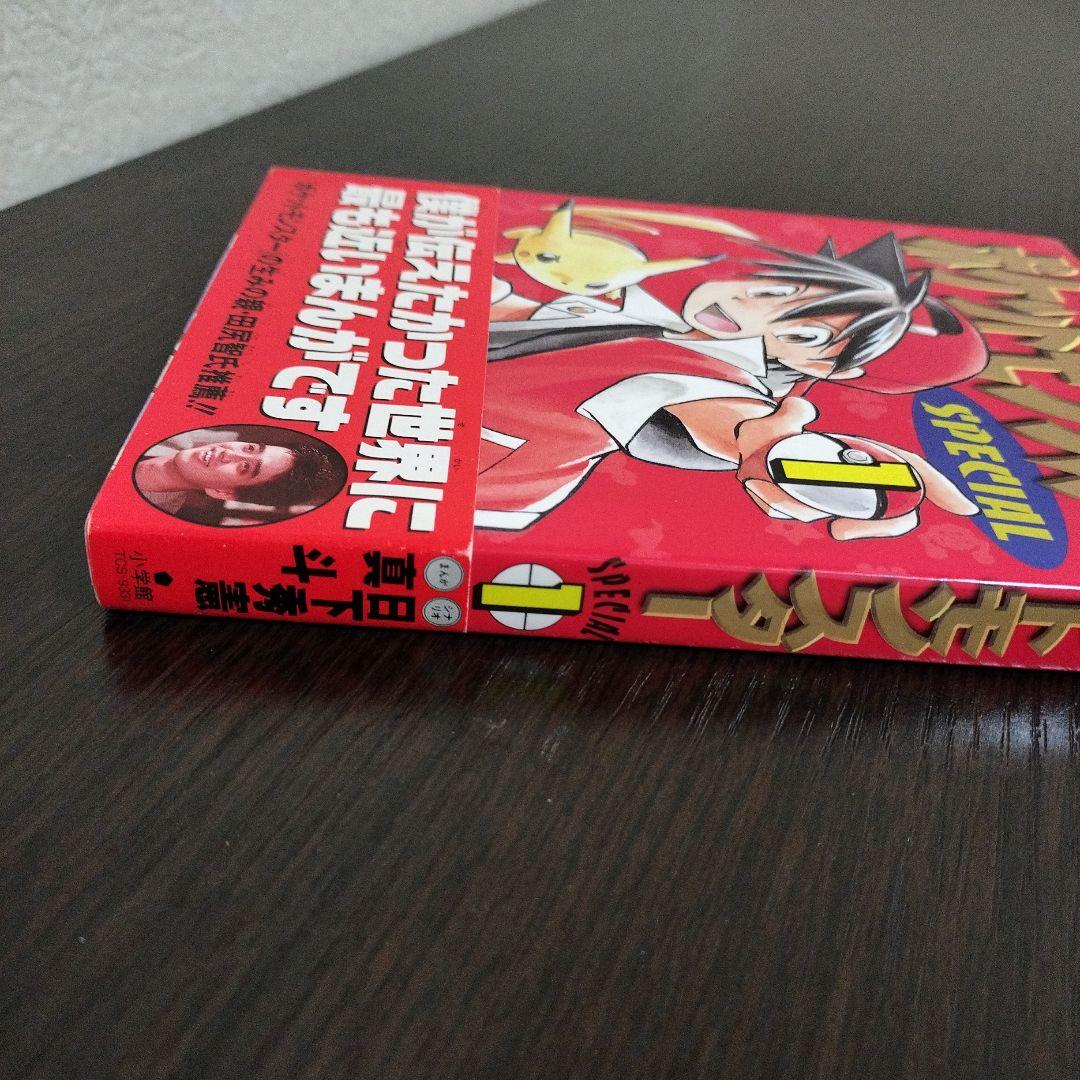 ポケットモンスターの生みの親・田尻智氏推薦!!
僕が伝えたかった世界に
最も近いまんがです
SPECIAL
1
トモンスター
SPECIAL
1
シナリオ
日下秀憲
まんが
真斗
小学館
TCS 939